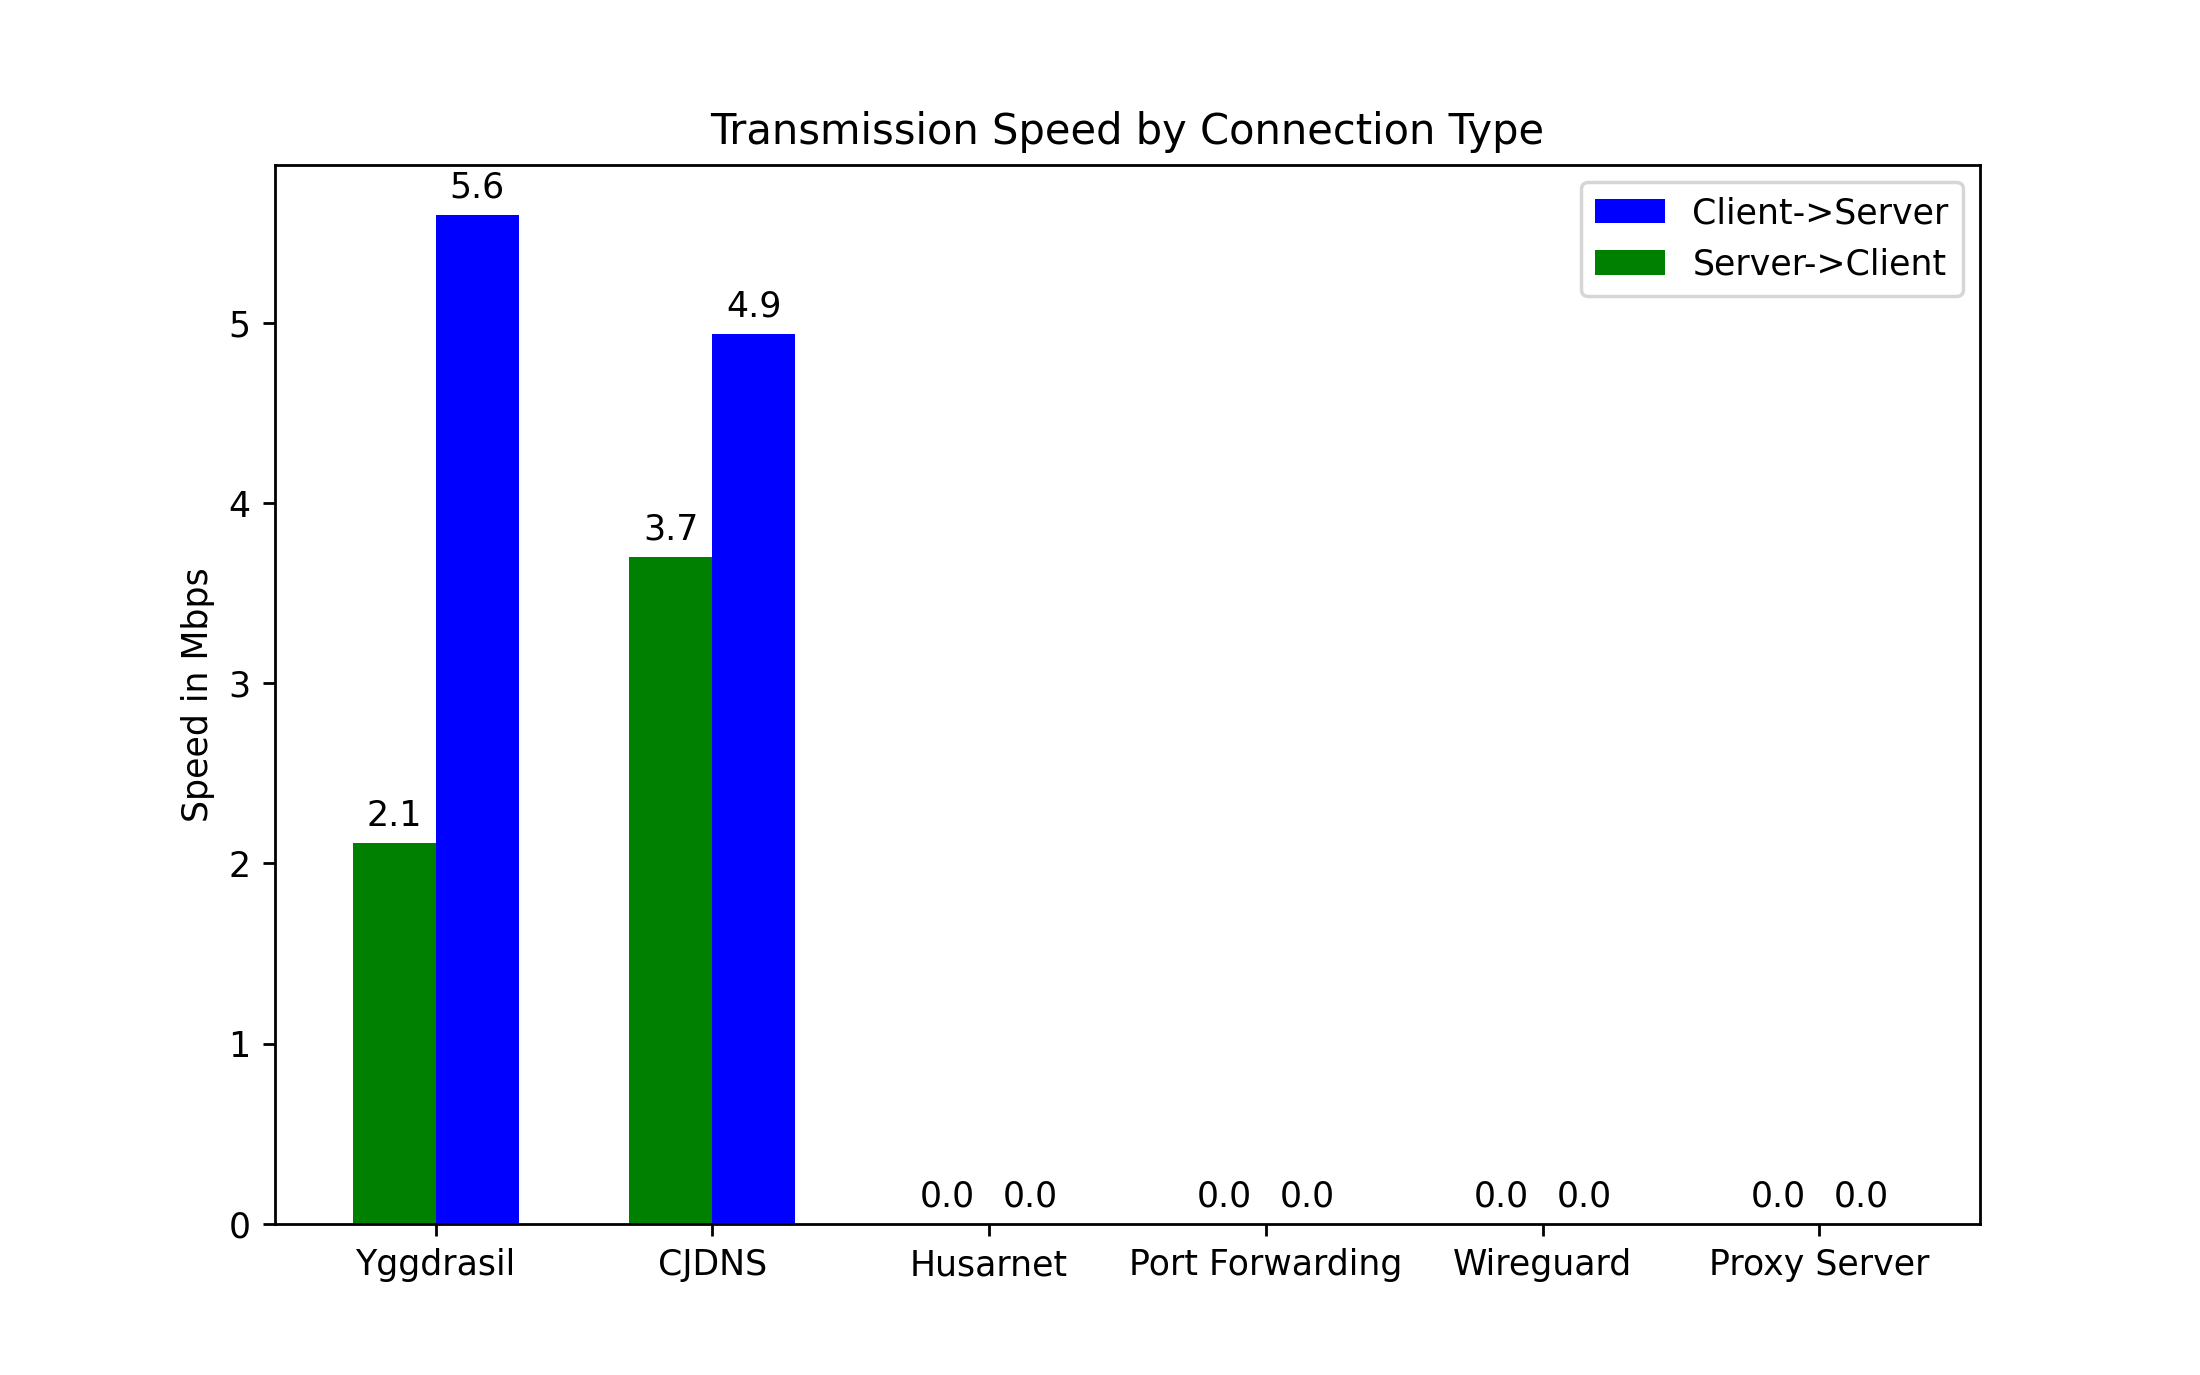 Transmission Speed by Connection Type
Client->Server
Server->Client
Speed in Mbps
5
4
3
2
1
0
2.1
5.6
3.7
4.9
0.0 0.0 0.0 0.0 0.0 0.0 0.0 0.0
Yggdrasil CJDNS Husarnet Port Forwarding Wireguard Proxy Server